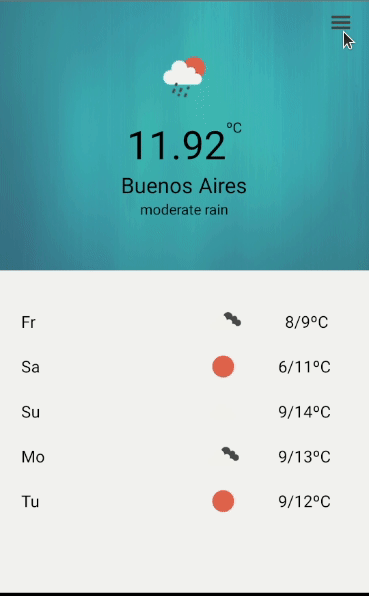 11.92 ºC
Buenos Aires
moderate rain
Fr 8/9ºC
Sa 6/11ºC
Su 9/14ºC
Mo 9/13ºC
Tu 9/12ºC